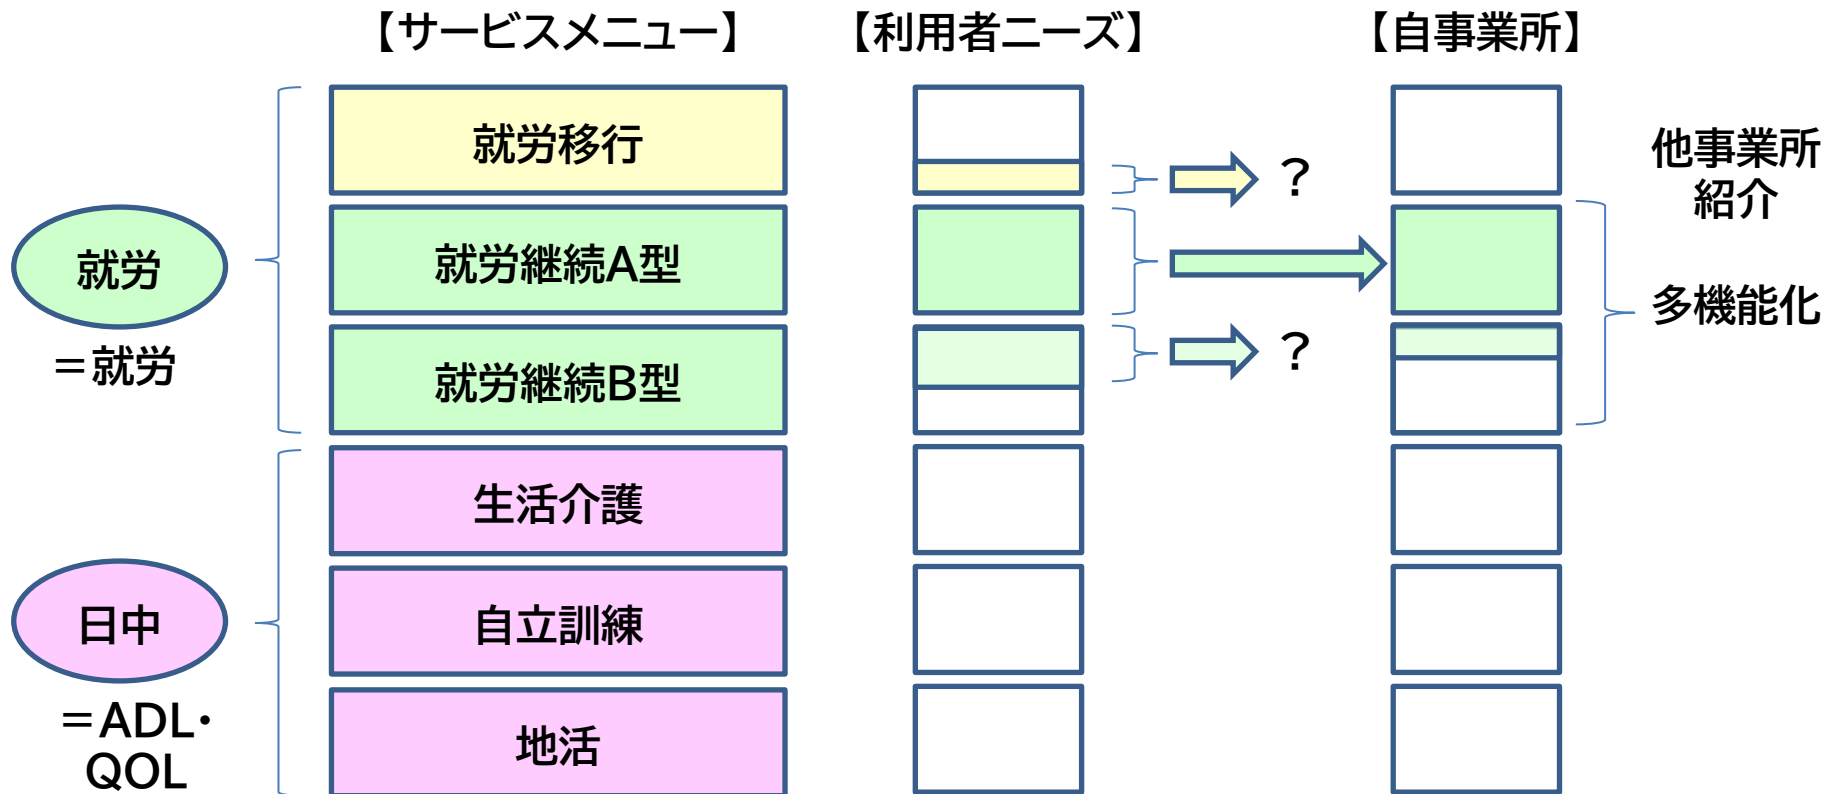 【サービスメニュー】
【利用者ニーズ】
【自事業所】
就労
＝就労
就労移行
就労継続A型
就労継続B型
？
？
他事業所
紹介
多機能化
日中
＝ADL・
QOL
生活介護
自立訓練
地活